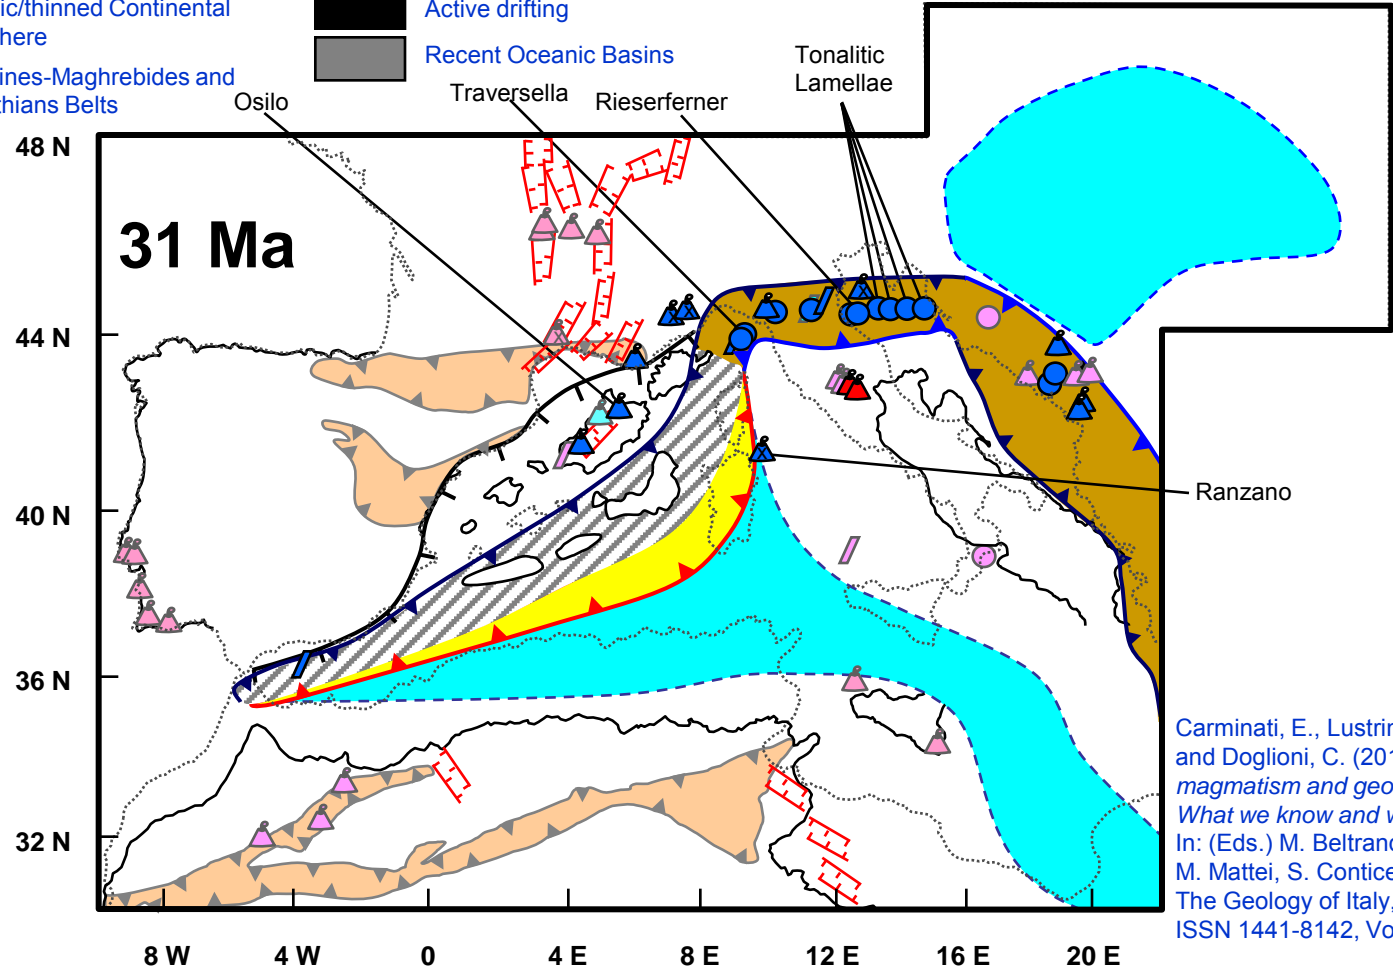 ic/thinned Continental
here
ines-Maghrebides and
thians Belts
Active drifting
Recent Oceanic Basins
Tonalitic
Lamellae
Osilo
Traversella
Rieserferner
48 N
31 Ma
44 N
40 N
Ranzano
36 N
32 N
Carminati, E., Lustrin
and Doglioni, C. (201
magmatism and geo
What we know and w
In: (Eds.) M. Beltrand
M. Mattei, S. Contice
The Geology of Italy,
ISSN 1441-8142, Vo
8 W
4 W
0
4 E
8 E
12 E
16 E
20 E